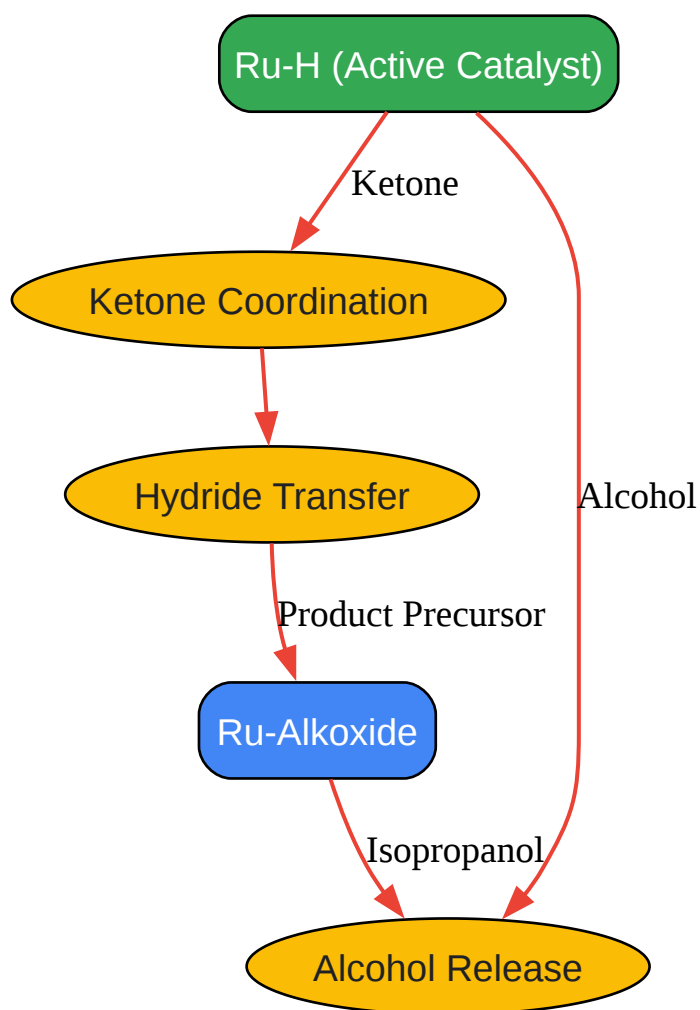 Ru-H (Active Catalyst)
Ketone
Ketone Coordination
Hydride Transfer
Alcohol
Product Precursor
Ru-Alkoxide
Isopropanol
Alcohol Release